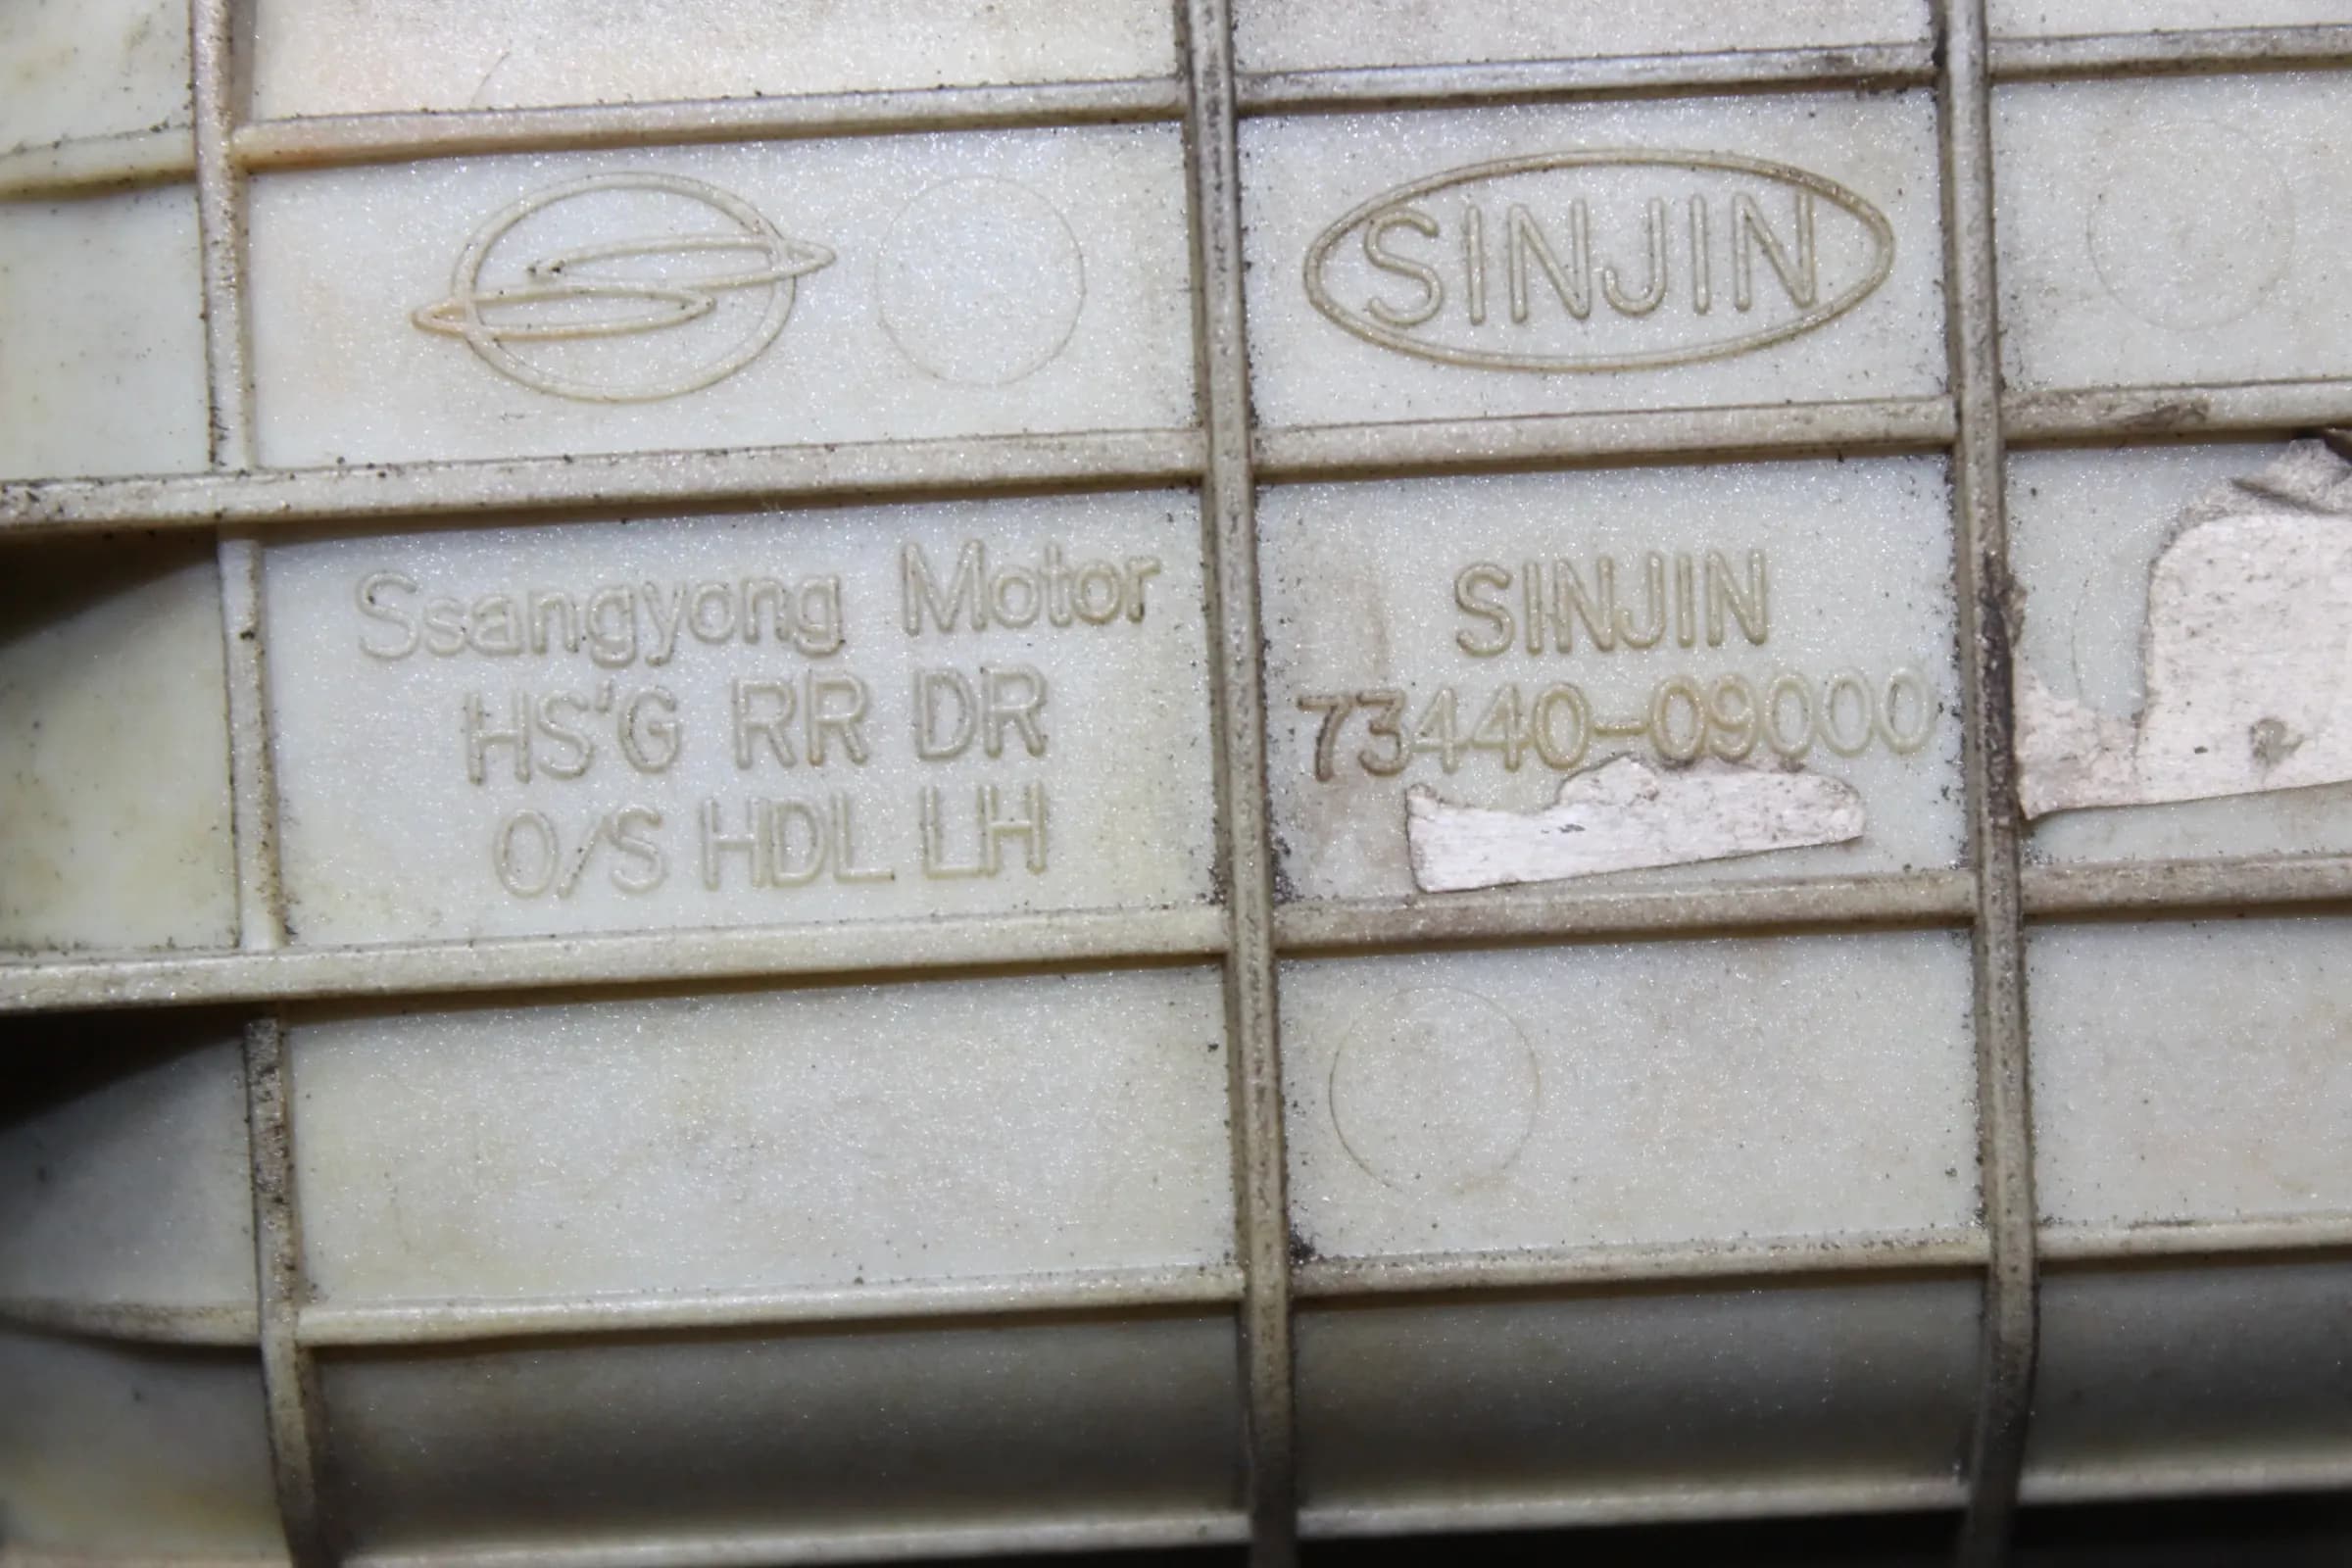 SINJIN
Ssangyong Motor
HS'G RR DR
O/S HDL LH
SINJIN
73440-09000